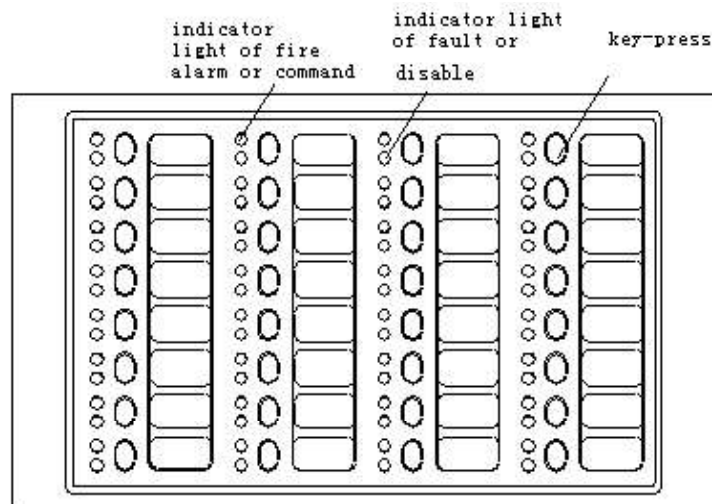 indicator
light of fire
alarm or command
indicator light
of fault or
disable
key-press